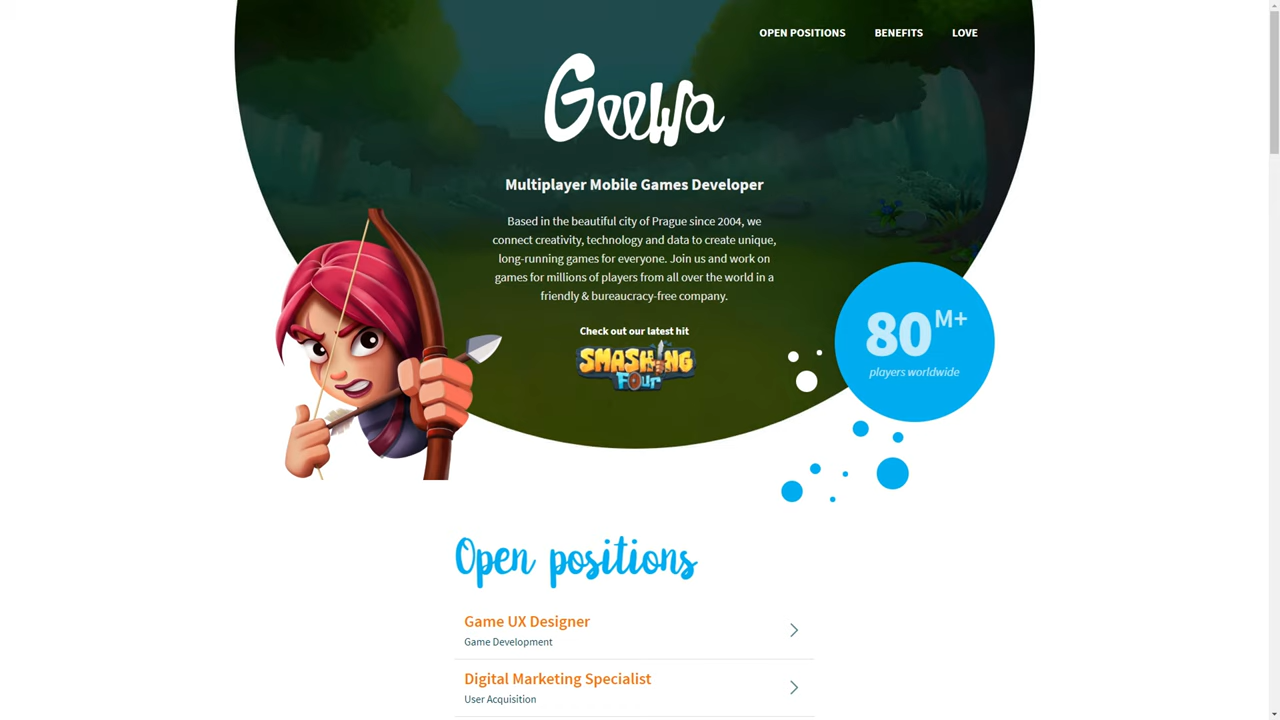 OPEN POSITIONS BENEFITS LOVE
Geewa
Multiplayer Mobile Games Developer
Based in the beautiful city of Prague since 2004, we
connect creativity, technology and data to create unique,
long-running games for everyone. Join us and work on
games for millions of players from all over the world in a
friendly & bureaucracy-free company.
Check out our latest hit
SMASHING
FOUR
80 M+
players worldwide
Open positions
Game UX Designer
Game Development
Digital Marketing Specialist
User Acquisition